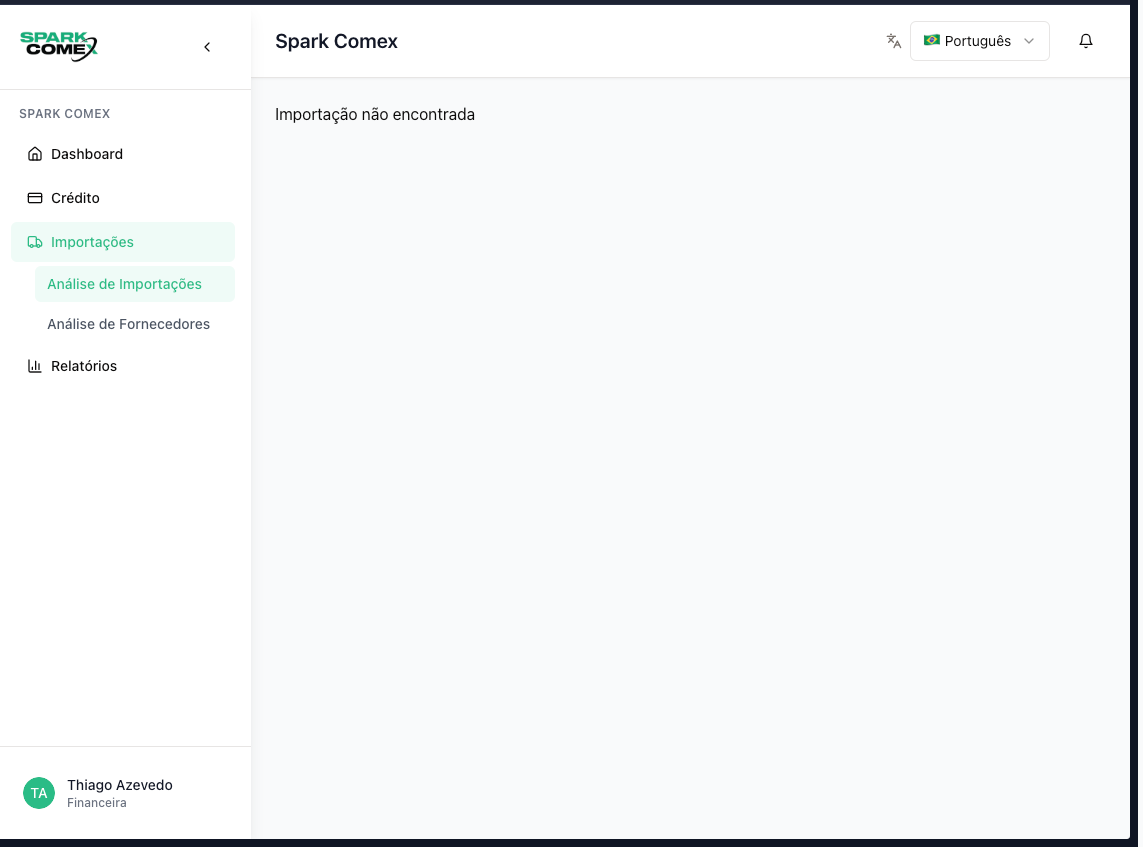 SPARK
COMEX
Spark Comex
Português
SPARK COMEX
Importação não encontrada
Dashboard
Crédito
Importações
Análise de Importações
Análise de Fornecedores
Relatórios
TA
Thiago Azevedo
Financeira